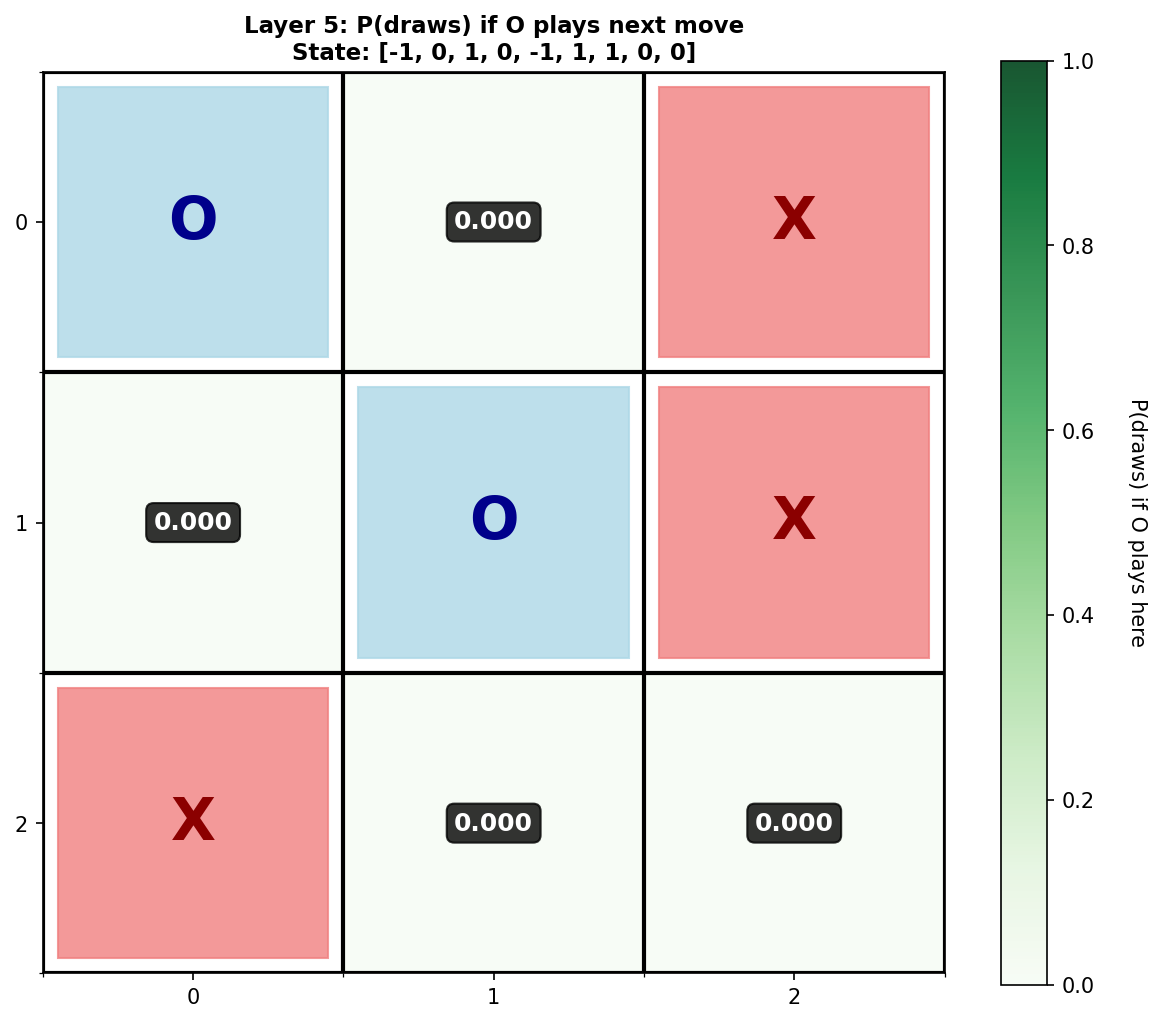 Layer 5: P(draws) if O plays next move
State: [-1, 0, 1, 0, -1, 1, 1, 0, 0]
1.0
0.8
0.6
0.4
0.2
0.0
P(draws) if O plays here
0
O
0.000
X
1
0.000
O
X
2
X
0.000
0.000
0
1
2